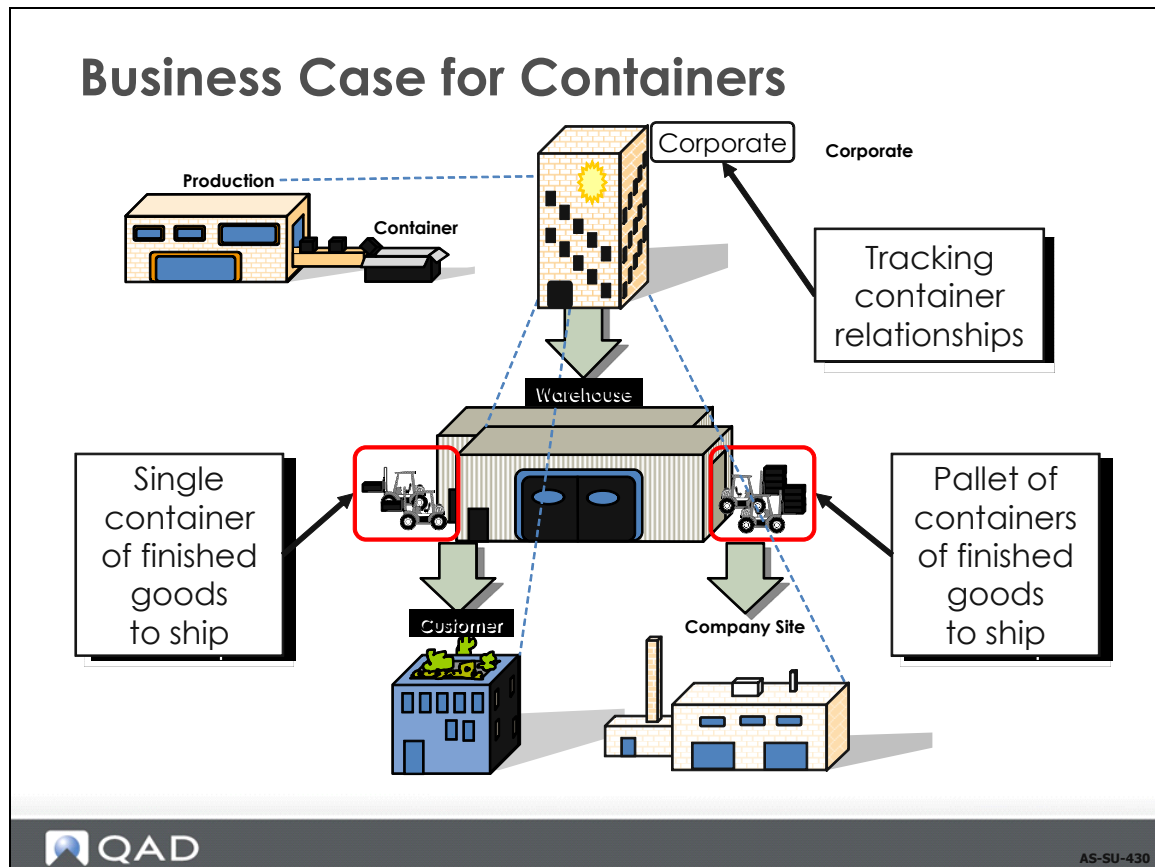 Business Case for Containers
Corporate
Corporate
Production
Container
Tracking
container
relationships
Warehouse
Single
container
of finished
goods
to ship
Pallet of
containers
of finished
goods
to ship
Customer
Company Site
QAD
AS-SU-430